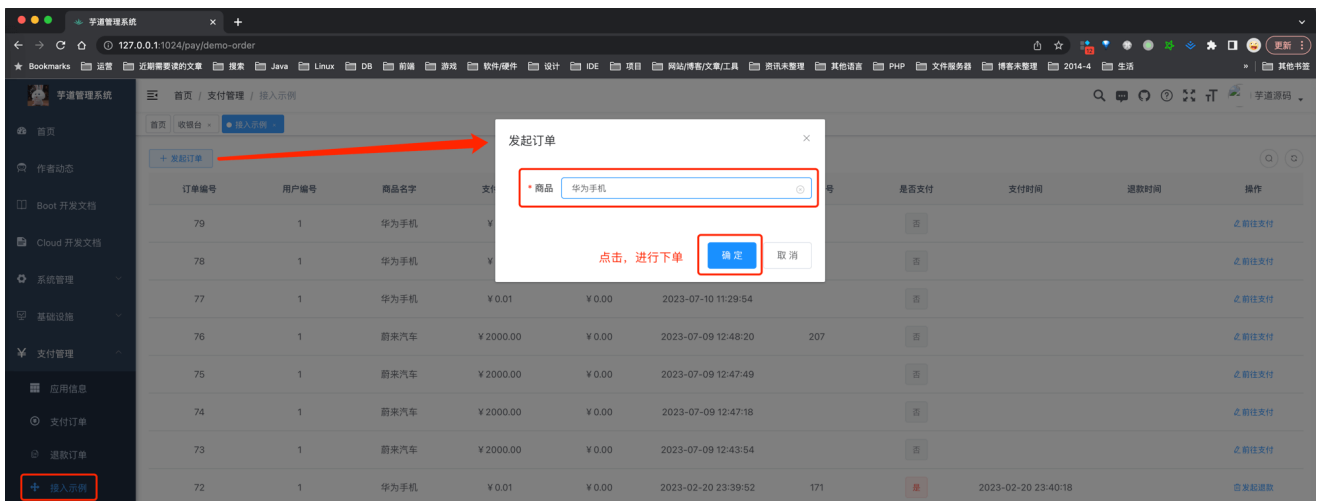 芋道管理系统
127.0.0.1:1024/pay/demo-order
更新
Bookmarks 运营 近期需要读的文章 搜索 Java Linux DB 前端 游戏 软件/硬件 设计 IDE 项目 网站/博客/文章/工具 资讯未整理 其他语言 PHP 文件服务器 博客未整理 2014-4 生活 » 其他书签
芋道管理系统
首页 / 支付管理 / 接入示例
芋道源码
首页
收银台 ×
接入示例 ×
首页
作者动态
Boot 开发文档
Cloud 开发文档
系统管理
基础设施
支付管理
应用信息
支付订单
退款订单
接入示例
+ 发起订单
发起订单
* 商品 华为手机
点击，进行下单
确定 取消
订单编号 用户编号 商品名字 支付 号 是否支付 支付时间 退款时间 操作
79 1 华为手机 ¥ 否 前往支付
78 1 华为手机 ¥ 否 前往支付
77 1 华为手机 ¥0.01 ¥0.00 2023-07-10 11:29:54 否 前往支付
76 1 蔚来汽车 ¥2000.00 ¥0.00 2023-07-09 12:48:20 207 否 前往支付
75 1 蔚来汽车 ¥2000.00 ¥0.00 2023-07-09 12:47:49 否 前往支付
74 1 蔚来汽车 ¥2000.00 ¥0.00 2023-07-09 12:47:18 否 前往支付
73 1 蔚来汽车 ¥2000.00 ¥0.00 2023-07-09 12:43:54 否 前往支付
72 1 华为手机 ¥0.01 ¥0.00 2023-02-20 23:39:52 171 是 2023-02-20 23:40:18 发起退款